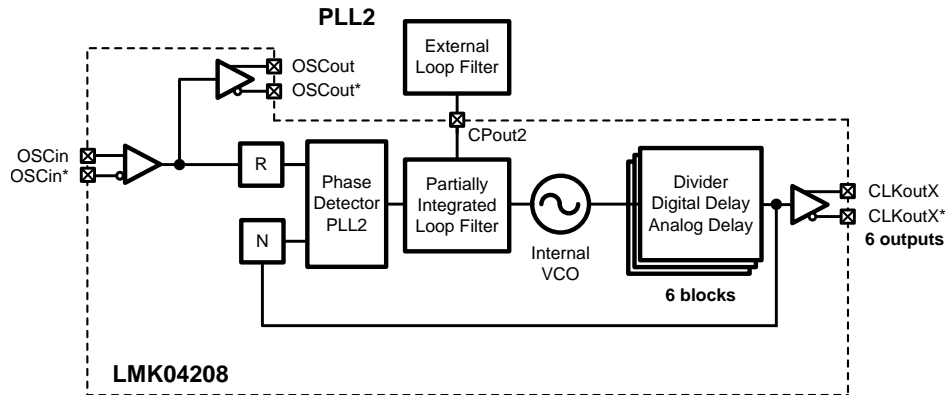 PLL2
External
Loop Filter
OSCout
OSCout*
CPout2
OSCin
OSCin*
R
N
Phase
Detector
PLL2
Partially
Integrated
Loop Filter
Internal
VCO
Divider
Digital Delay
Analog Delay
6 blocks
CLKoutX
CLKoutX*
6 outputs
LMK04208